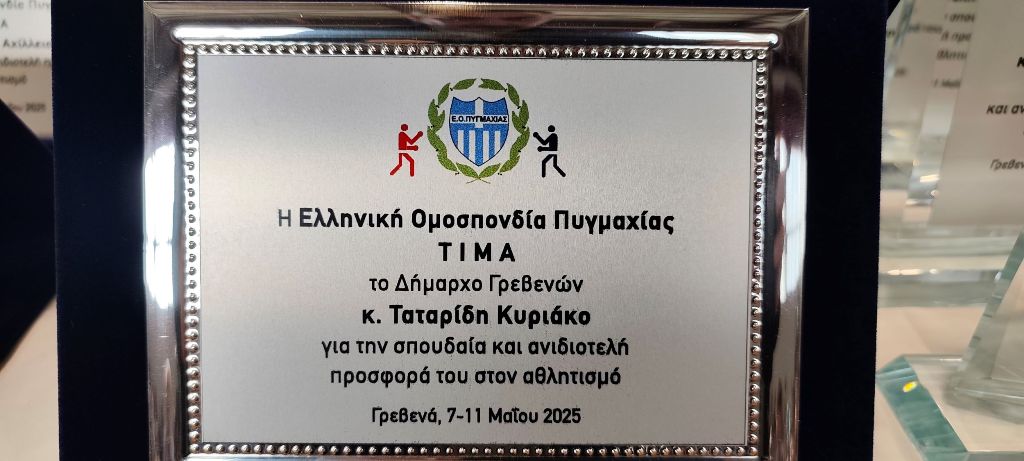 Ε.Ο.ΠΥΓΜΑΧΙΑΣ
Η Ελληνική Ομοσπονδία Πυγμαχίας
ΤΙΜΑ
το Δήμαρχο Γρεβενών
κ. Ταταρίδη Κυριάκο
για την σπουδαία και ανιδιοτελή
προσφορά του στον αθλητισμό
Γρεβενά, 7-11 Μαΐου 2025